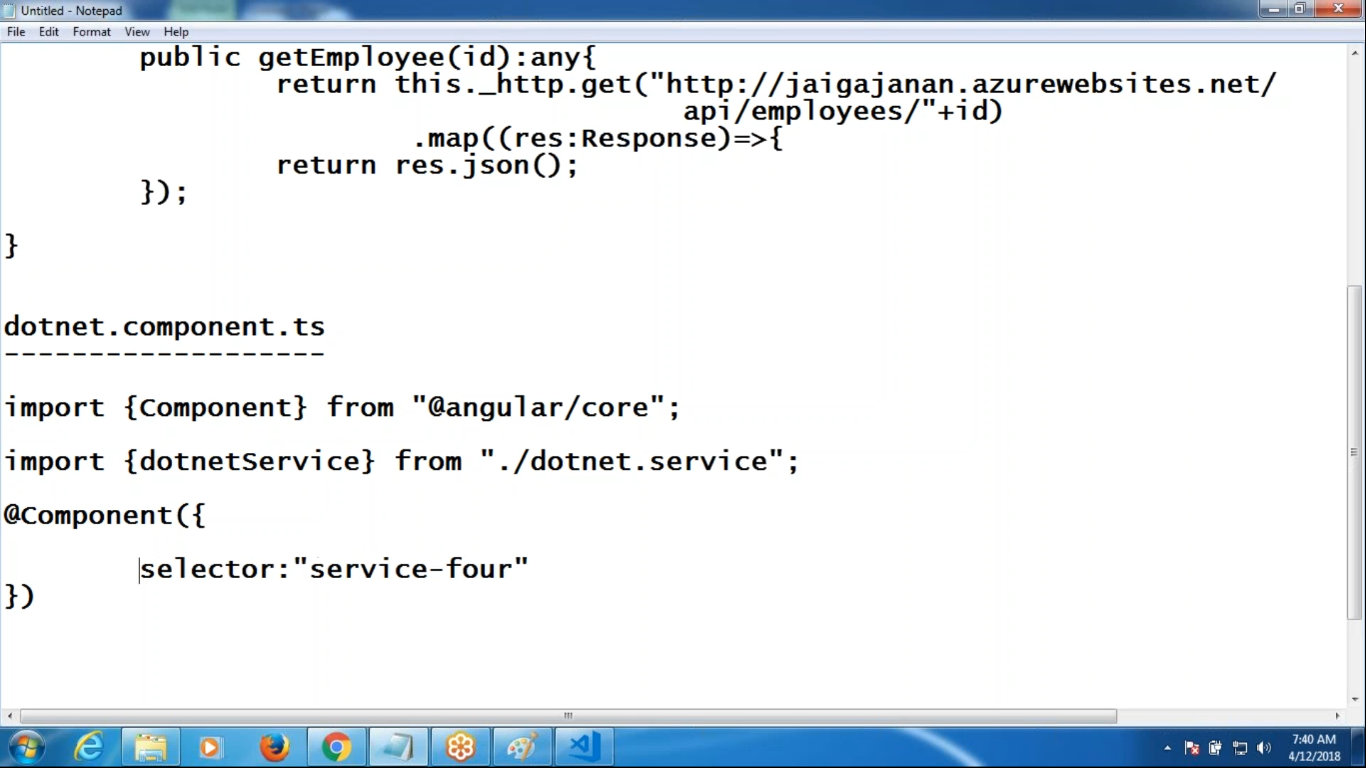 Untitled - Notepad
File Edit Format View Help
public getEmployee(id):any{
return this._http.get("http://jaigajanan.azurewebsites.net/
api/employees/"+id)
.map((res:Response)=>{
return res.json();
});
}
dotnet.component.ts
-------------------
import {Component} from "@angular/core";
import {dotnetService} from "./dotnet.service";
@Component({
selector:"service-four"
})
7:40 AM
4/12/2018